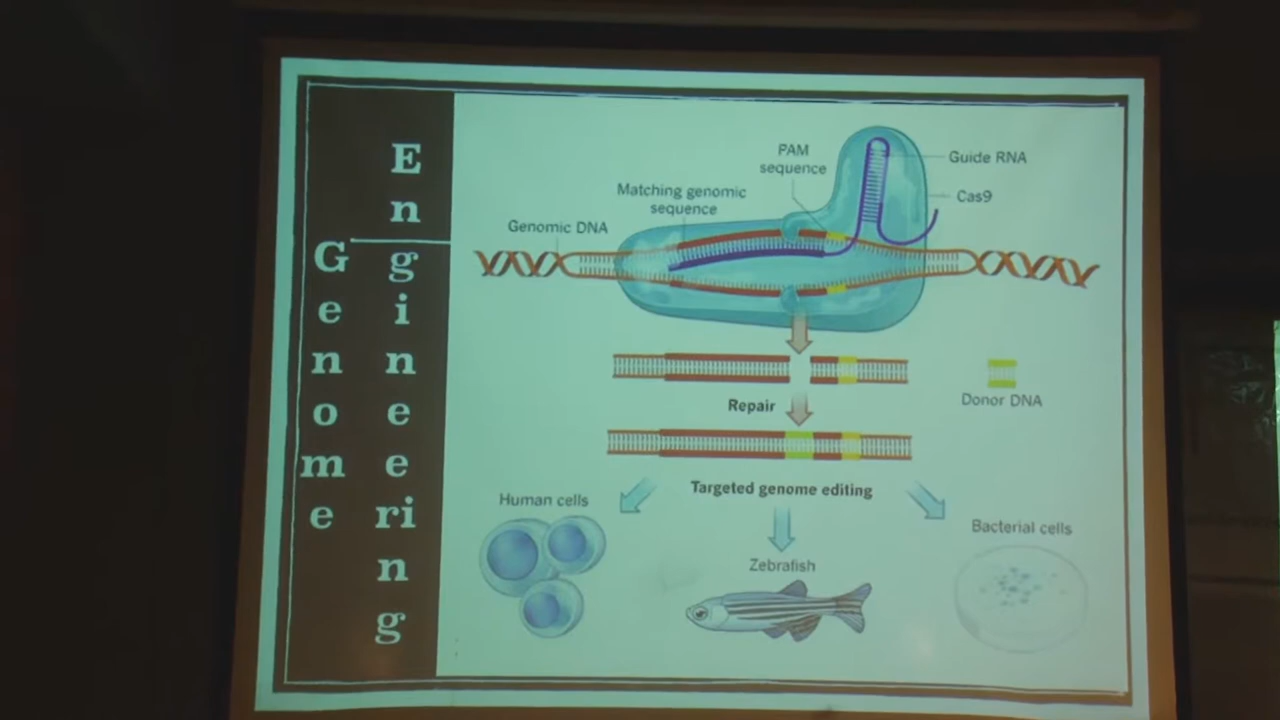 Genome
Engineering
PAM
sequence
Guide RNA
Matching genomic
sequence
Cas9
Genomic DNA
Donor DNA
Repair
Targeted genome editing
Human cells
Bacterial cells
Zebrafish